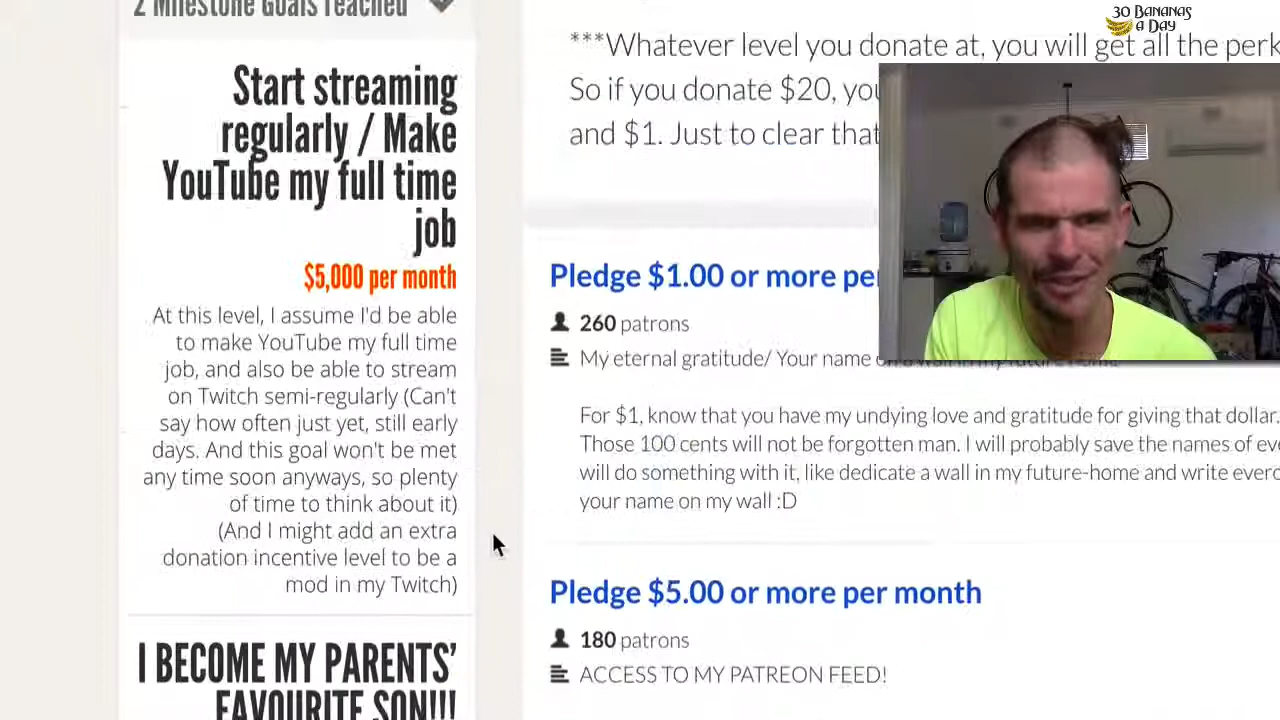 2 Milestone Goals reached
Start streaming
regularly / Make
YouTube my full time
job
$5,000 per month
At this level, I assume I'd be able
to make YouTube my full time
job, and also be able to stream
on Twitch semi-regularly (Can't
say how often just yet, still early
days. And this goal won't be met
any time soon anyways, so plenty
of time to think about it)
(And I might add an extra
donation incentive level to be a
mod in my Twitch)
I BECOME MY PARENTS'
FAVOURITE SON!!!
***Whatever level you donate at, you will get all the perk
So if you donate $20, you
and $1. Just to clear that
Pledge $1.00 or more pe
260 patrons
My eternal gratitude/ Your name on a wall in my future home
For $1, know that you have my undying love and gratitude for giving that dollar.
Those 100 cents will not be forgotten man. I will probably save the names of eve
will do something with it, like dedicate a wall in my future-home and write everc
your name on my wall :D
Pledge $5.00 or more per month
180 patrons
ACCESS TO MY PATREON FEED!
30 BANANAS
a DAY